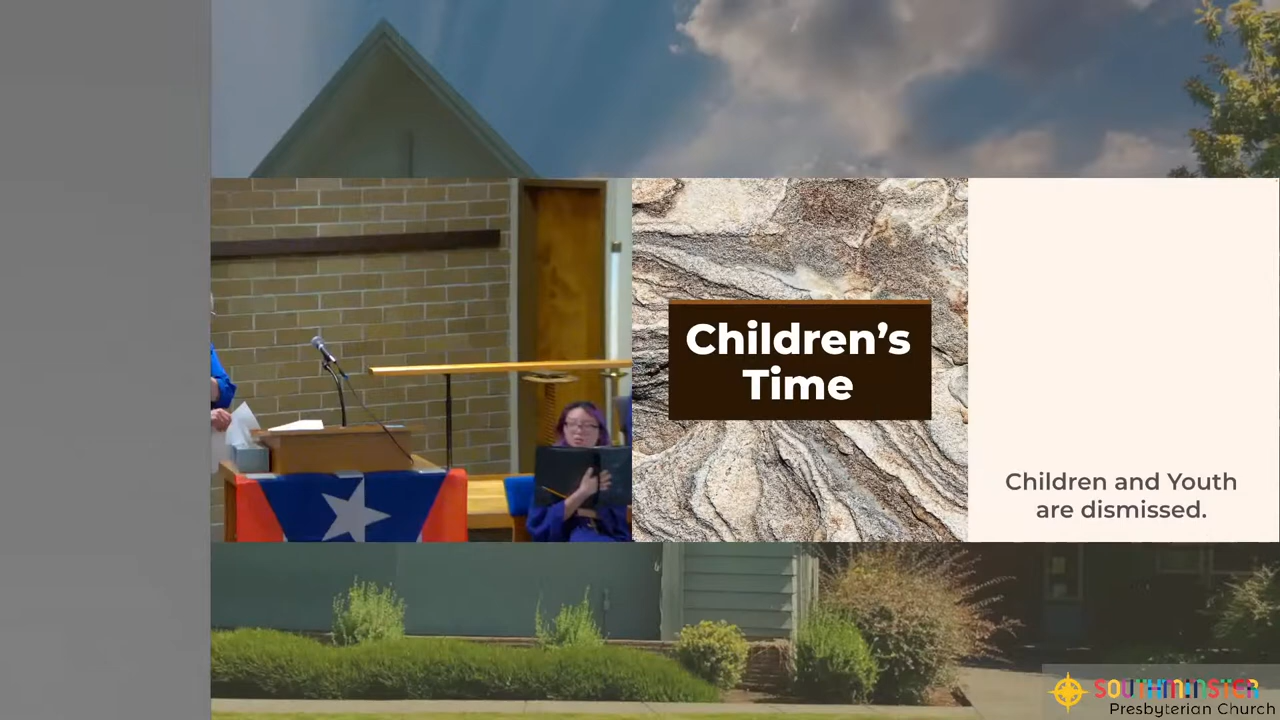 Children's
Time
Children and Youth
are dismissed.
SOUTHMINSTER
Presbyterian Church